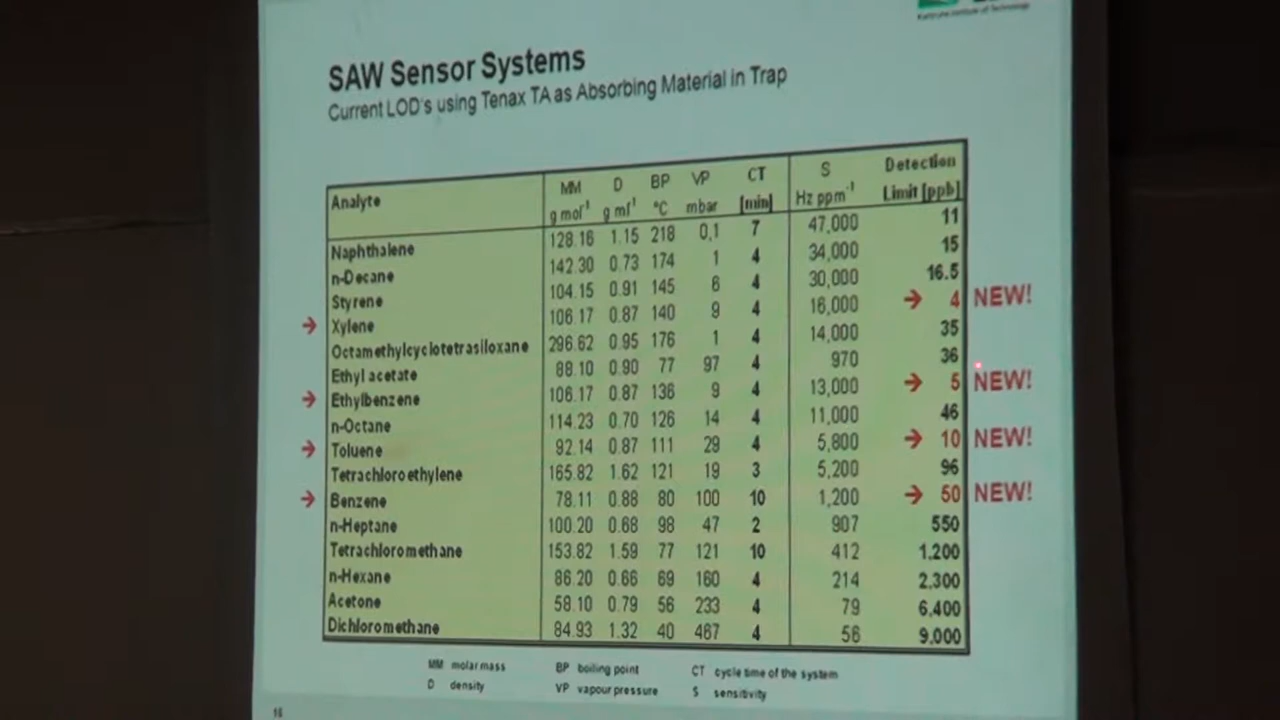 Karlsruhe Institute of Technology
SAW Sensor Systems
Current LOD's using Tenax TA as Absorbing Material in Trap
Analyte MM g mol⁻¹ D g ml⁻¹ BP °C VP mbar CT [min] S Hz ppm⁻¹ Detection Limit [ppb]
Naphthalene 128.16 1.15 218 0,1 7 47,000 11
n-Decane 142.30 0.73 174 1 4 34,000 15
Styrene 104.15 0.91 145 6 4 30,000 16.5
→ Xylene 106.17 0.87 140 9 4 16,000 → 4 NEW!
Octamethylcyclotetrasiloxane 296.62 0.95 176 1 4 14,000 35
Ethyl acetate 88.10 0.90 77 97 4 970 36
→ Ethylbenzene 106.17 0.87 136 9 4 13,000 → 5 NEW!
n-Octane 114.23 0.70 126 14 4 11,000 46
→ Toluene 92.14 0.87 111 29 4 5,800 → 10 NEW!
Tetrachloroethylene 165.82 1.62 121 19 3 5,200 96
→ Benzene 78.11 0.88 80 100 10 1,200 → 50 NEW!
n-Heptane 100.20 0.68 98 47 2 907 550
Tetrachloromethane 153.82 1.59 77 121 10 412 1,200
n-Hexane 86.20 0.66 69 160 4 214 2,300
Acetone 58.10 0.79 56 233 4 79 6,400
Dichloromethane 84.93 1.32 40 467 4 56 9,000
MM molar mass BP boiling point CT cycle time of the system
D density VP vapour pressure S sensitivity
16